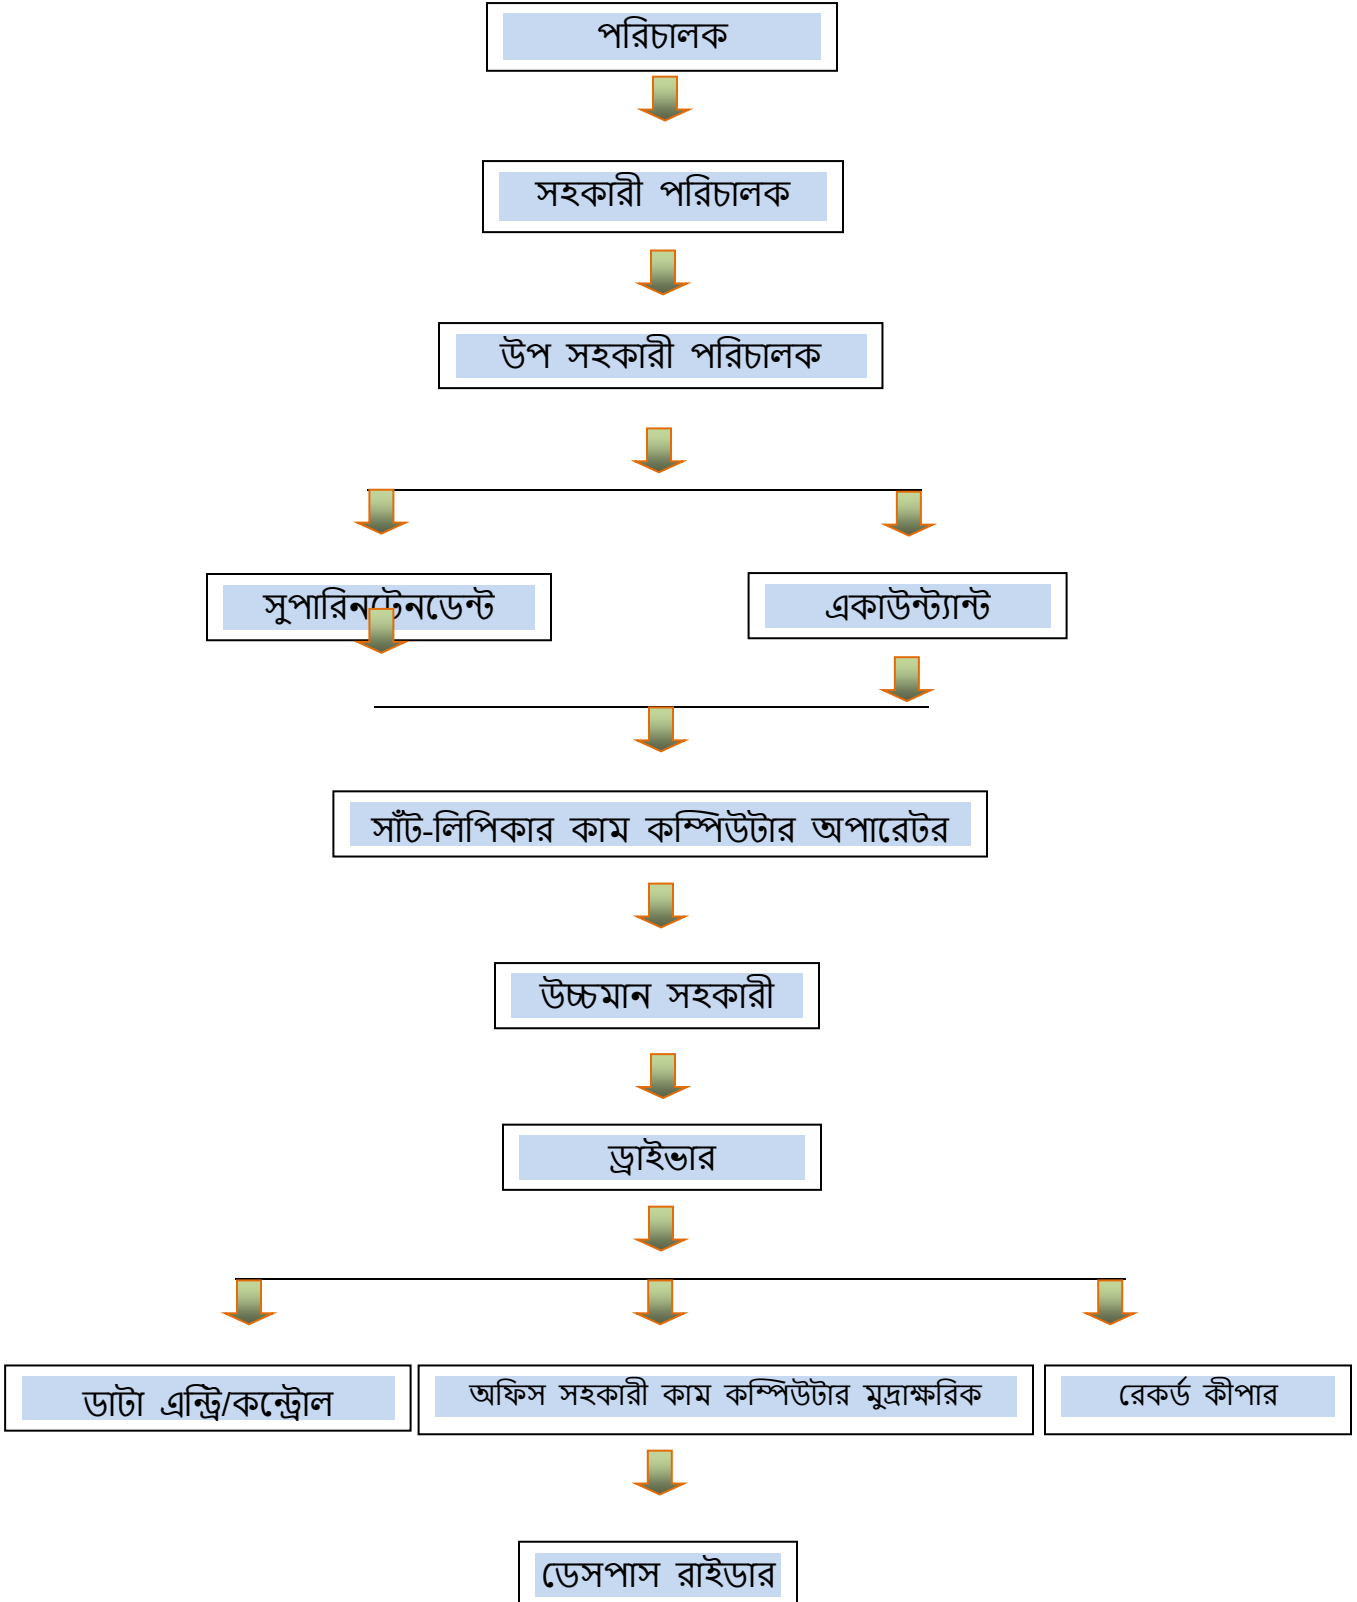 পরিচালক
সহকারী পরিচালক
উপ সহকারী পরিচালক
সুপারিনটেনডেন্ট
একাউন্ট্যান্ট
সাঁট-লিপিকার কাম কম্পিউটার অপারেটর
উচ্চমান সহকারী
ড্রাইভার
ডাটা এন্ট্রি/কন্ট্রোল
অফিস সহকারী কাম কম্পিউটার মুদ্রাক্ষরিক
রেকর্ড কীপার
ডেসপাস রাইডার